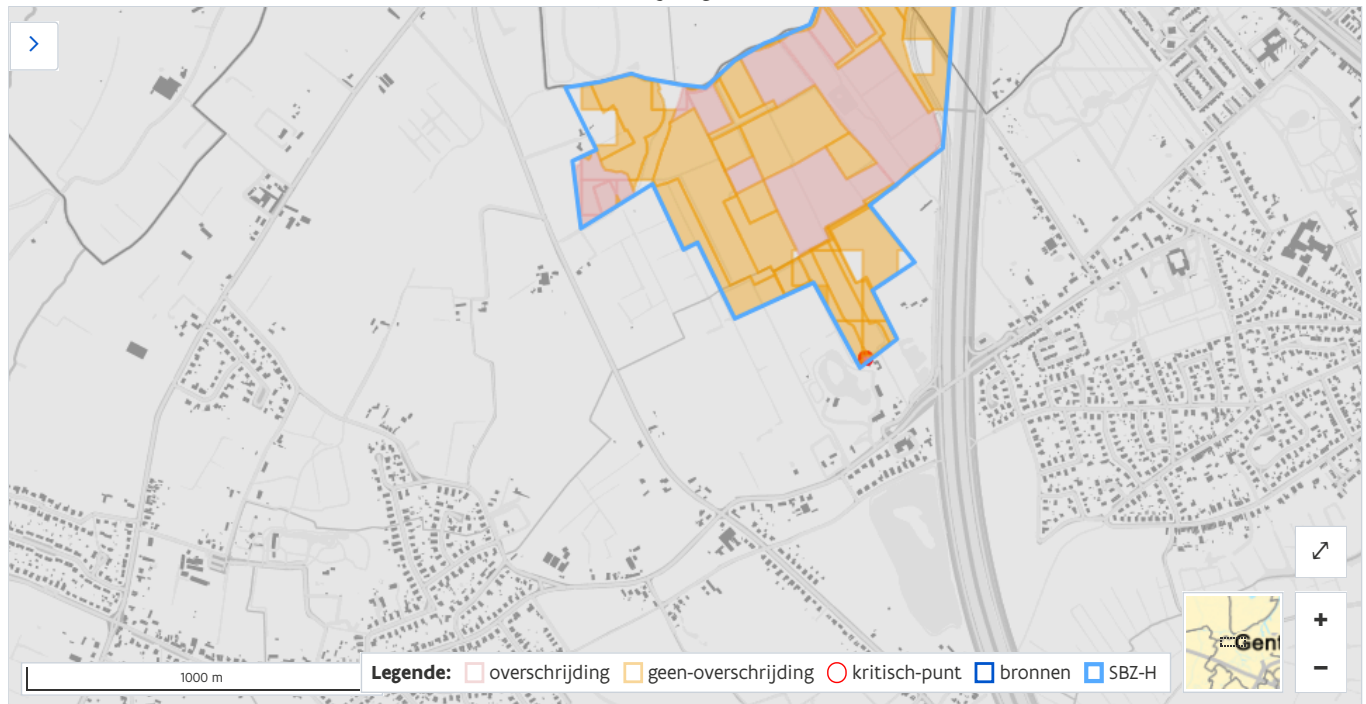 Gent
1000 m
Legende: overschrijding geen-overschrijding kritisch-punt bronnen SBZ-H